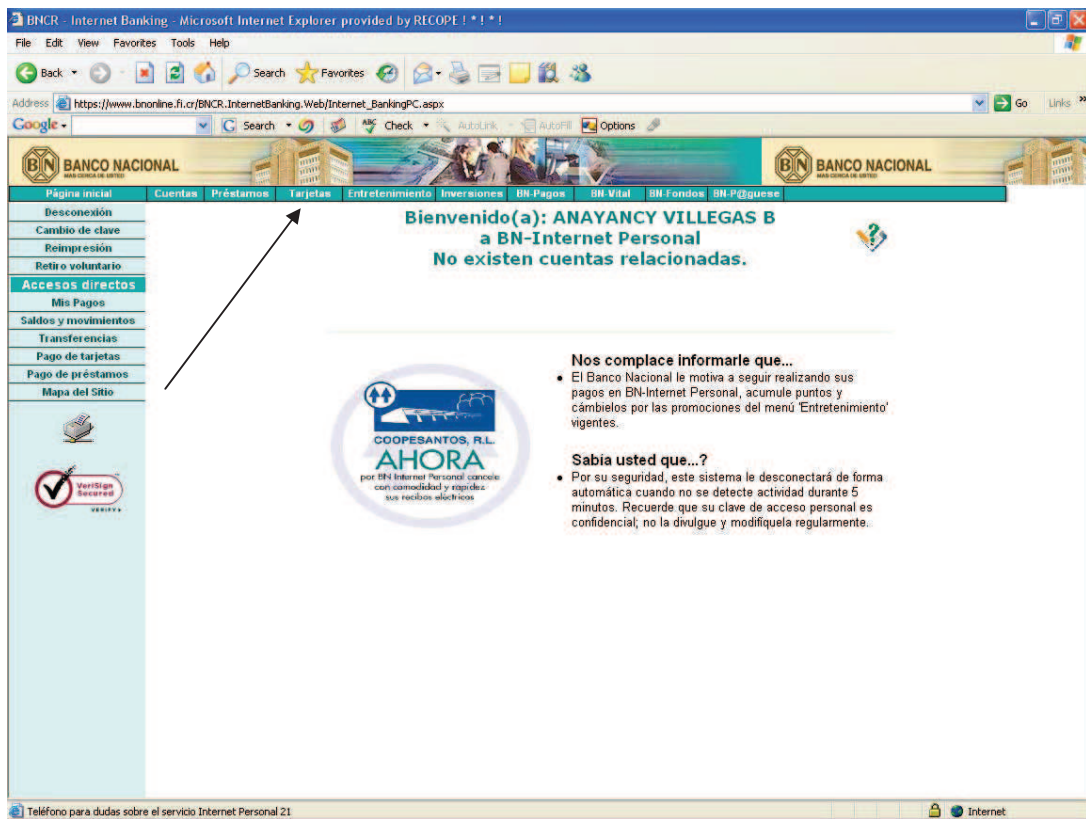 BNCR - Internet Banking - Microsoft Internet Explorer provided by RECOPE ! * ! * !
File Edit View Favorites Tools Help
Back Search Favorites
Address https://www.bnonline.fi.cr/BNCR.InternetBanking.Web/Internet_BankingPC.aspx Go Links »
Google Search Check AutoLink AutoFill Options
BN BANCO NACIONAL BN BANCO NACIONAL
Página inicial Cuentas Préstamos Tarjetas Entretenimiento Inversiones BN-Pagos BN-Vital BN-Fondos BN-P@guese
Desconexión
Cambio de clave
Reimpresión
Retiro voluntario
Accesos directos
Mis Pagos
Saldos y movimientos
Transferencias
Pago de tarjetas
Pago de préstamos
Mapa del Sitio
VeriSign
Secured
VERIFY
Bienvenido(a): ANAYANCY VILLEGAS B
a BN-Internet Personal
No existen cuentas relacionadas.
COOPESANTOS, R.L.
AHORA
por BN Internet Personal cancele
con comodidad y rapidez
sus recibos eléctricos
Nos complace informarle que...
• El Banco Nacional le motiva a seguir realizando sus
pagos en BN-Internet Personal, acumule puntos y
cámbielos por las promociones del menú 'Entretenimiento'
vigentes.
Sabía usted que...?
• Por su seguridad, este sistema le desconectará de forma
automática cuando no se detecte actividad durante 5
minutos. Recuerde que su clave de acceso personal es
confidencial; no la divulgue y modifíquela regularmente.
Teléfono para dudas sobre el servicio Internet Personal 21 Internet